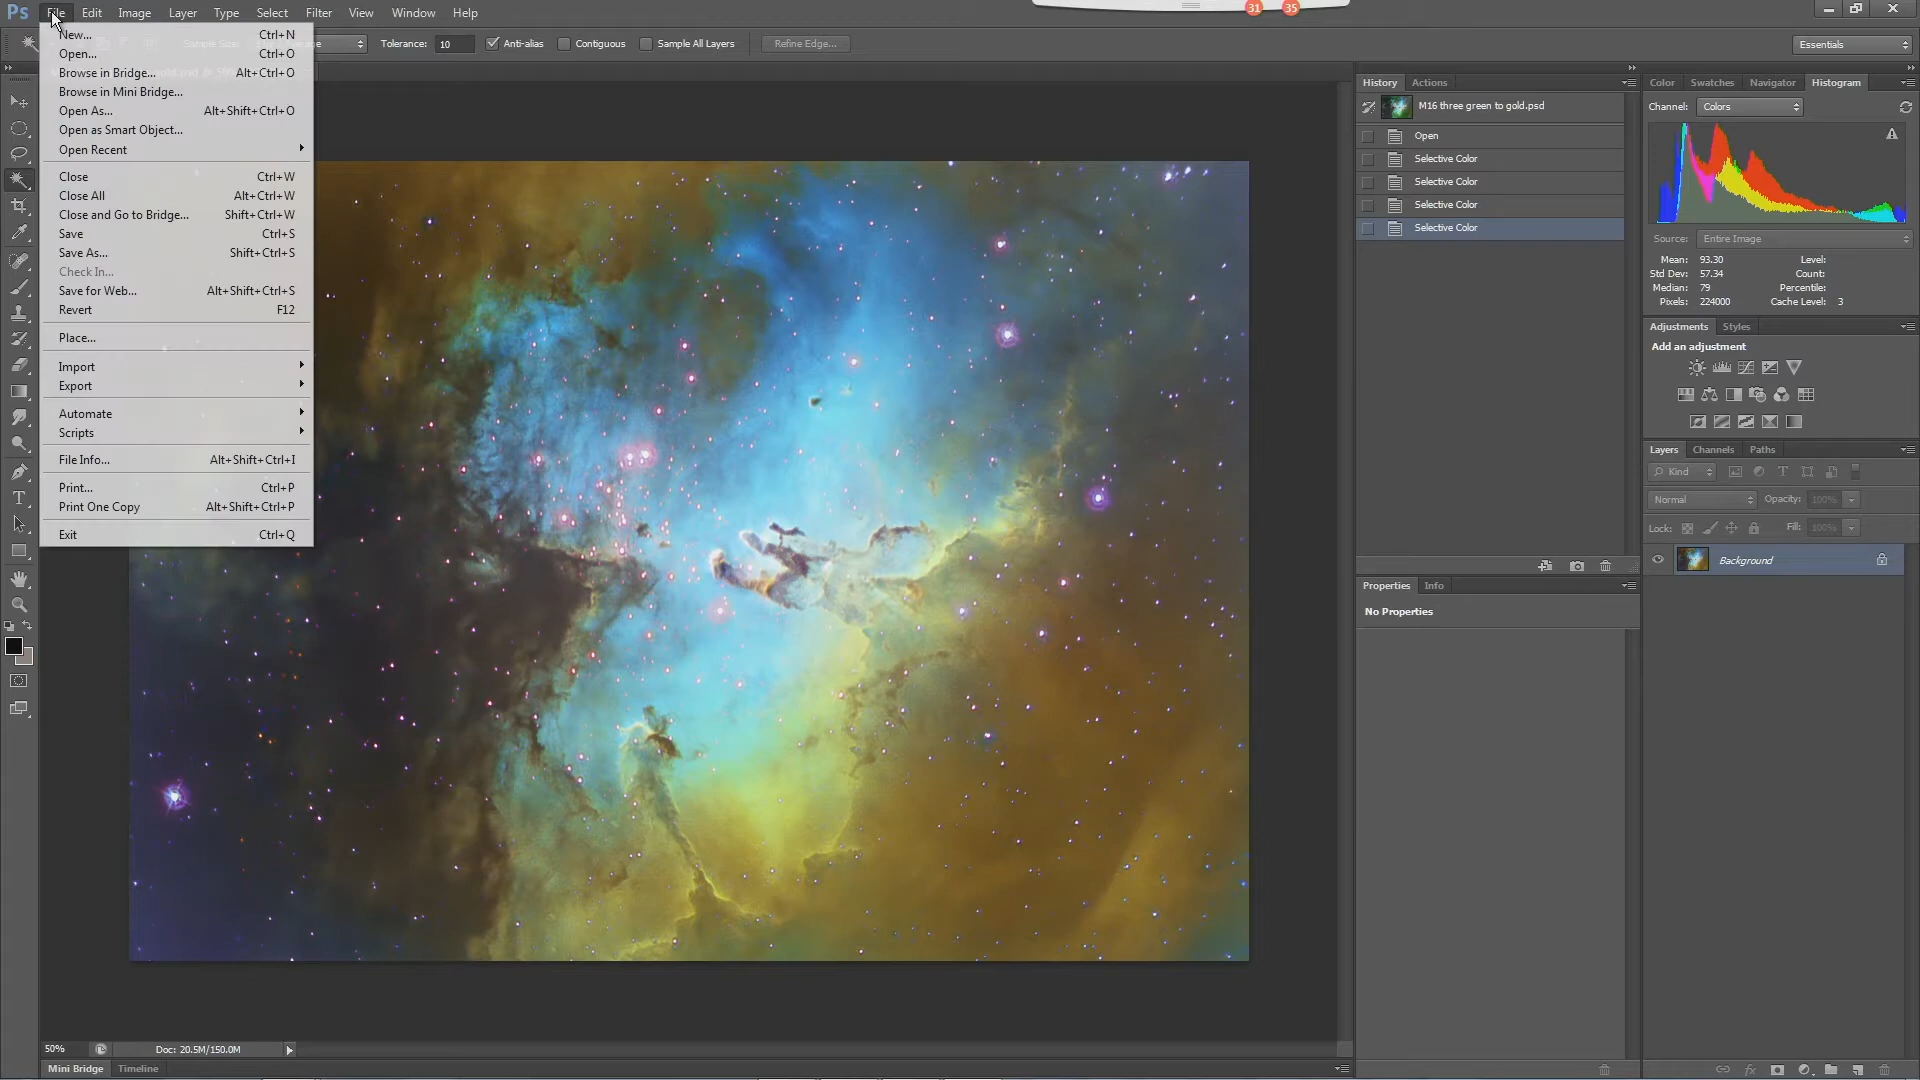 Ps File Edit Image Layer Type Select Filter View Window Help
31 35
Tolerance: 10 Anti-alias Contiguous Sample All Layers Refine Edge... Essentials
New... Ctrl+N
Open... Ctrl+O
Browse in Bridge... Alt+Ctrl+O
Browse in Mini Bridge...
Open As... Alt+Shift+Ctrl+O
Open as Smart Object...
Open Recent
Close Ctrl+W
Close All Alt+Ctrl+W
Close and Go to Bridge... Shift+Ctrl+W
Save Ctrl+S
Save As... Shift+Ctrl+S
Check In...
Save for Web... Alt+Shift+Ctrl+S
Revert F12
Place...
Import
Export
Automate
Scripts
File Info... Alt+Shift+Ctrl+I
Print... Ctrl+P
Print One Copy Alt+Shift+Ctrl+P
Exit Ctrl+Q
T
50% Doc: 20.5M/150.0M
Mini Bridge Timeline
History Actions
M16 three green to gold.psd
Open
Selective Color
Selective Color
Selective Color
Selective Color
Properties Info
No Properties
Color Swatches Navigator Histogram
Channel: Colors
Source: Entire Image
Mean: 93.30 Level:
Std Dev: 57.34 Count:
Median: 79 Percentile:
Pixels: 224000 Cache Level: 3
Adjustments Styles
Add an adjustment
Layers Channels Paths
Kind T
Normal Opacity: 100%
Lock: Fill: 100%
Background
fx